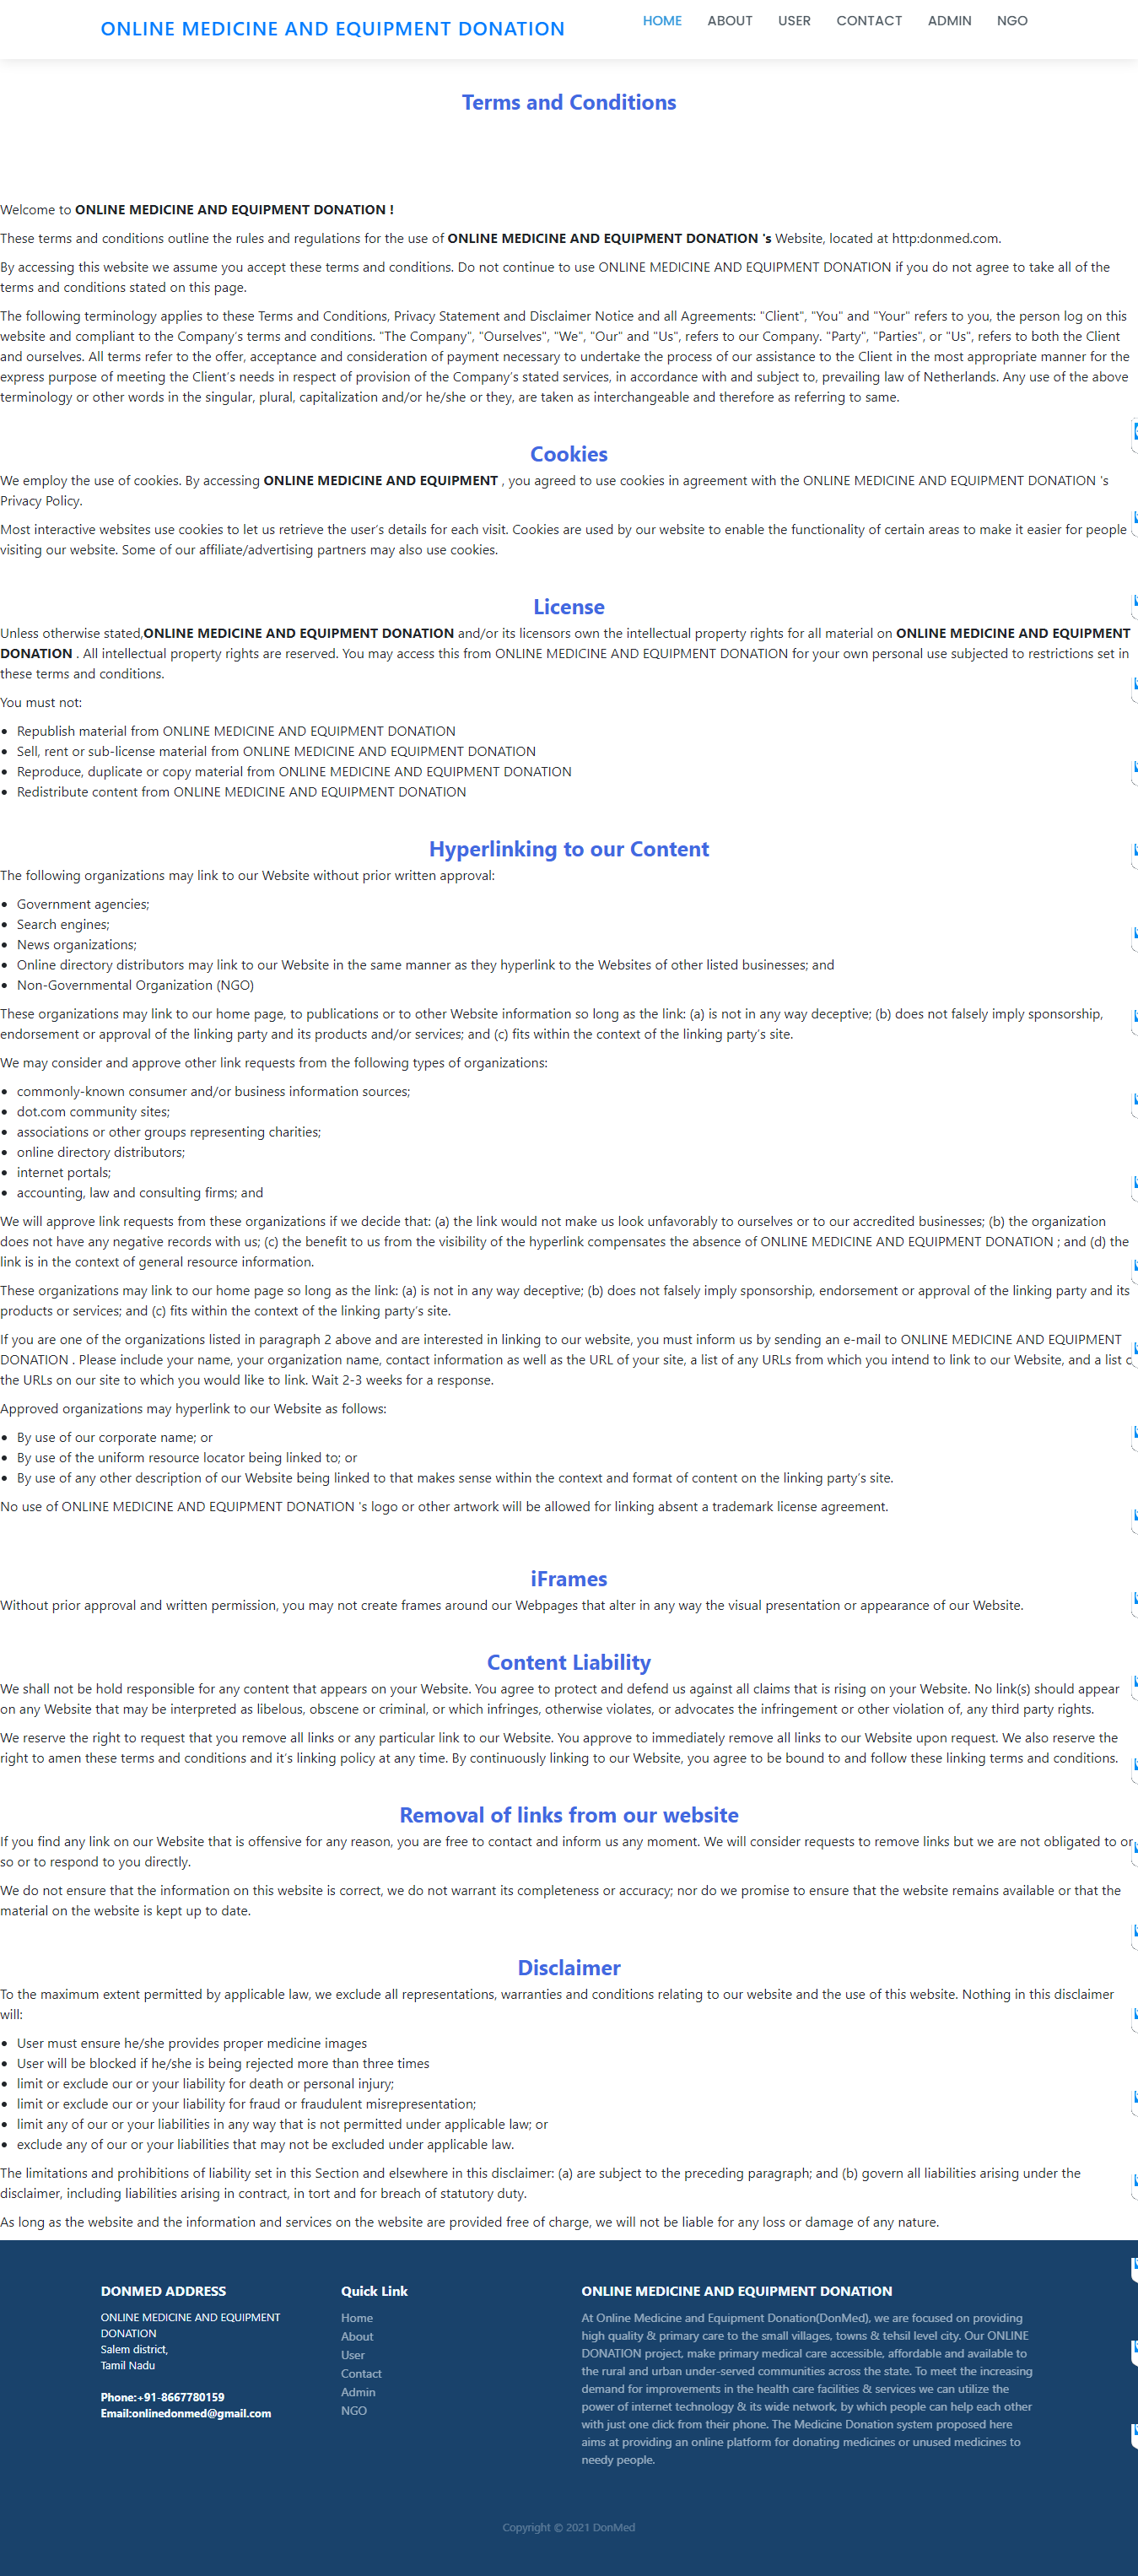 ONLINE MEDICINE AND EQUIPMENT DONATION
HOME ABOUT USER CONTACT ADMIN NGO
Terms and Conditions
Welcome to ONLINE MEDICINE AND EQUIPMENT DONATION !
These terms and conditions outline the rules and regulations for the use of ONLINE MEDICINE AND EQUIPMENT DONATION 's Website, located at http:donmed.com.
By accessing this website we assume you accept these terms and conditions. Do not continue to use ONLINE MEDICINE AND EQUIPMENT DONATION if you do not agree to take all of the
terms and conditions stated on this page.
The following terminology applies to these Terms and Conditions, Privacy Statement and Disclaimer Notice and all Agreements: "Client", "You" and "Your" refers to you, the person log on this
website and compliant to the Company's terms and conditions. "The Company", "Ourselves", "We", "Our" and "Us", refers to our Company. "Party", "Parties", or "Us", refers to both the Client
and ourselves. All terms refer to the offer, acceptance and consideration of payment necessary to undertake the process of our assistance to the Client in the most appropriate manner for the
express purpose of meeting the Client's needs in respect of provision of the Company's stated services, in accordance with and subject to, prevailing law of Netherlands. Any use of the above
terminology or other words in the singular, plural, capitalization and/or he/she or they, are taken as interchangeable and therefore as referring to same.
Cookies
We employ the use of cookies. By accessing ONLINE MEDICINE AND EQUIPMENT , you agreed to use cookies in agreement with the ONLINE MEDICINE AND EQUIPMENT DONATION 's
Privacy Policy.
Most interactive websites use cookies to let us retrieve the user's details for each visit. Cookies are used by our website to enable the functionality of certain areas to make it easier for people
visiting our website. Some of our affiliate/advertising partners may also use cookies.
License
Unless otherwise stated,ONLINE MEDICINE AND EQUIPMENT DONATION and/or its licensors own the intellectual property rights for all material on ONLINE MEDICINE AND EQUIPMENT
DONATION . All intellectual property rights are reserved. You may access this from ONLINE MEDICINE AND EQUIPMENT DONATION for your own personal use subjected to restrictions set in
these terms and conditions.
You must not:
• Republish material from ONLINE MEDICINE AND EQUIPMENT DONATION
• Sell, rent or sub-license material from ONLINE MEDICINE AND EQUIPMENT DONATION
• Reproduce, duplicate or copy material from ONLINE MEDICINE AND EQUIPMENT DONATION
• Redistribute content from ONLINE MEDICINE AND EQUIPMENT DONATION
Hyperlinking to our Content
The following organizations may link to our Website without prior written approval:
• Government agencies;
• Search engines;
• News organizations;
• Online directory distributors may link to our Website in the same manner as they hyperlink to the Websites of other listed businesses; and
• Non-Governmental Organization (NGO)
These organizations may link to our home page, to publications or to other Website information so long as the link: (a) is not in any way deceptive; (b) does not falsely imply sponsorship,
endorsement or approval of the linking party and its products and/or services; and (c) fits within the context of the linking party's site.
We may consider and approve other link requests from the following types of organizations:
• commonly-known consumer and/or business information sources;
• dot.com community sites;
• associations or other groups representing charities;
• online directory distributors;
• internet portals;
• accounting, law and consulting firms; and
We will approve link requests from these organizations if we decide that: (a) the link would not make us look unfavorably to ourselves or to our accredited businesses; (b) the organization
does not have any negative records with us; (c) the benefit to us from the visibility of the hyperlink compensates the absence of ONLINE MEDICINE AND EQUIPMENT DONATION ; and (d) the
link is in the context of general resource information.
These organizations may link to our home page so long as the link: (a) is not in any way deceptive; (b) does not falsely imply sponsorship, endorsement or approval of the linking party and its
products or services; and (c) fits within the context of the linking party's site.
If you are one of the organizations listed in paragraph 2 above and are interested in linking to our website, you must inform us by sending an e-mail to ONLINE MEDICINE AND EQUIPMENT
DONATION . Please include your name, your organization name, contact information as well as the URL of your site, a list of any URLs from which you intend to link to our Website, and a list
the URLs on our site to which you would like to link. Wait 2-3 weeks for a response.
Approved organizations may hyperlink to our Website as follows:
• By use of our corporate name; or
• By use of the uniform resource locator being linked to; or
• By use of any other description of our Website being linked to that makes sense within the context and format of content on the linking party's site.
No use of ONLINE MEDICINE AND EQUIPMENT DONATION 's logo or other artwork will be allowed for linking absent a trademark license agreement.
iFrames
Without prior approval and written permission, you may not create frames around our Webpages that alter in any way the visual presentation or appearance of our Website.
Content Liability
We shall not be hold responsible for any content that appears on your Website. You agree to protect and defend us against all claims that is rising on your Website. No link(s) should appear
on any Website that may be interpreted as libelous, obscene or criminal, or which infringes, otherwise violates, or advocates the infringement or other violation of, any third party rights.
We reserve the right to request that you remove all links or any particular link to our Website. You approve to immediately remove all links to our Website upon request. We also reserve the
right to amen these terms and conditions and it's linking policy at any time. By continuously linking to our Website, you agree to be bound to and follow these linking terms and conditions.
Removal of links from our website
If you find any link on our Website that is offensive for any reason, you are free to contact and inform us any moment. We will consider requests to remove links but we are not obligated to or
so or to respond to you directly.
We do not ensure that the information on this website is correct, we do not warrant its completeness or accuracy; nor do we promise to ensure that the website remains available or that the
material on the website is kept up to date.
Disclaimer
To the maximum extent permitted by applicable law, we exclude all representations, warranties and conditions relating to our website and the use of this website. Nothing in this disclaimer
will:
• User must ensure he/she provides proper medicine images
• User will be blocked if he/she is being rejected more than three times
• limit or exclude our or your liability for death or personal injury;
• limit or exclude our or your liability for fraud or fraudulent misrepresentation;
• limit any of our or your liabilities in any way that is not permitted under applicable law; or
• exclude any of our or your liabilities that may not be excluded under applicable law.
The limitations and prohibitions of liability set in this Section and elsewhere in this disclaimer: (a) are subject to the preceding paragraph; and (b) govern all liabilities arising under the
disclaimer, including liabilities arising in contract, in tort and for breach of statutory duty.
As long as the website and the information and services on the website are provided free of charge, we will not be liable for any loss or damage of any nature.
DONMED ADDRESS
ONLINE MEDICINE AND EQUIPMENT
DONATION
Salem district,
Tamil Nadu
Phone:+91-8667780159
Email:onlinedonmed@gmail.com
Quick Link
Home
About
User
Contact
Admin
NGO
ONLINE MEDICINE AND EQUIPMENT DONATION
At Online Medicine and Equipment Donation(DonMed), we are focused on providing
high quality & primary care to the small villages, towns & tehsil level city. Our ONLINE
DONATION project, make primary medical care accessible, affordable and available to
the rural and urban under-served communities across the state. To meet the increasing
demand for improvements in the health care facilities & services we can utilize the
power of internet technology & its wide network, by which people can help each other
with just one click from their phone. The Medicine Donation system proposed here
aims at providing an online platform for donating medicines or unused medicines to
needy people.
Copyright © 2021 DonMed